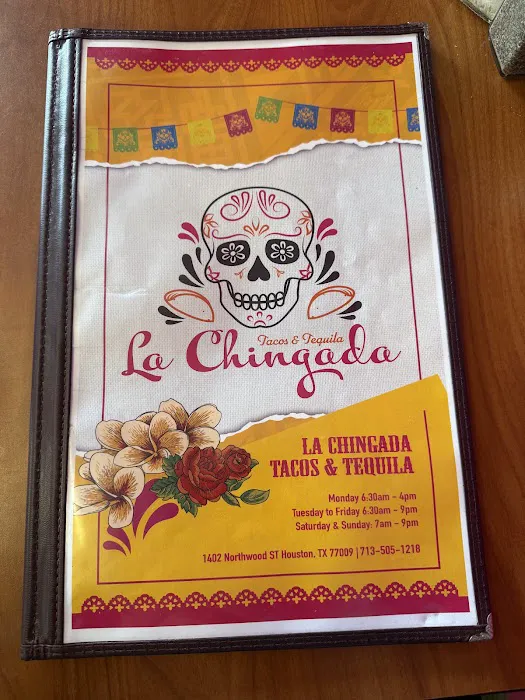 Tacos & Tequila
La Chingada
LA CHINGADA
TACOS & TEQUILA
Monday 6:30am - 4pm
Tuesday to Friday 6:30am - 9pm
Saturday & Sunday: 7am - 9pm
1402 Northwood ST Houston, TX 77009 | 713-505-1218